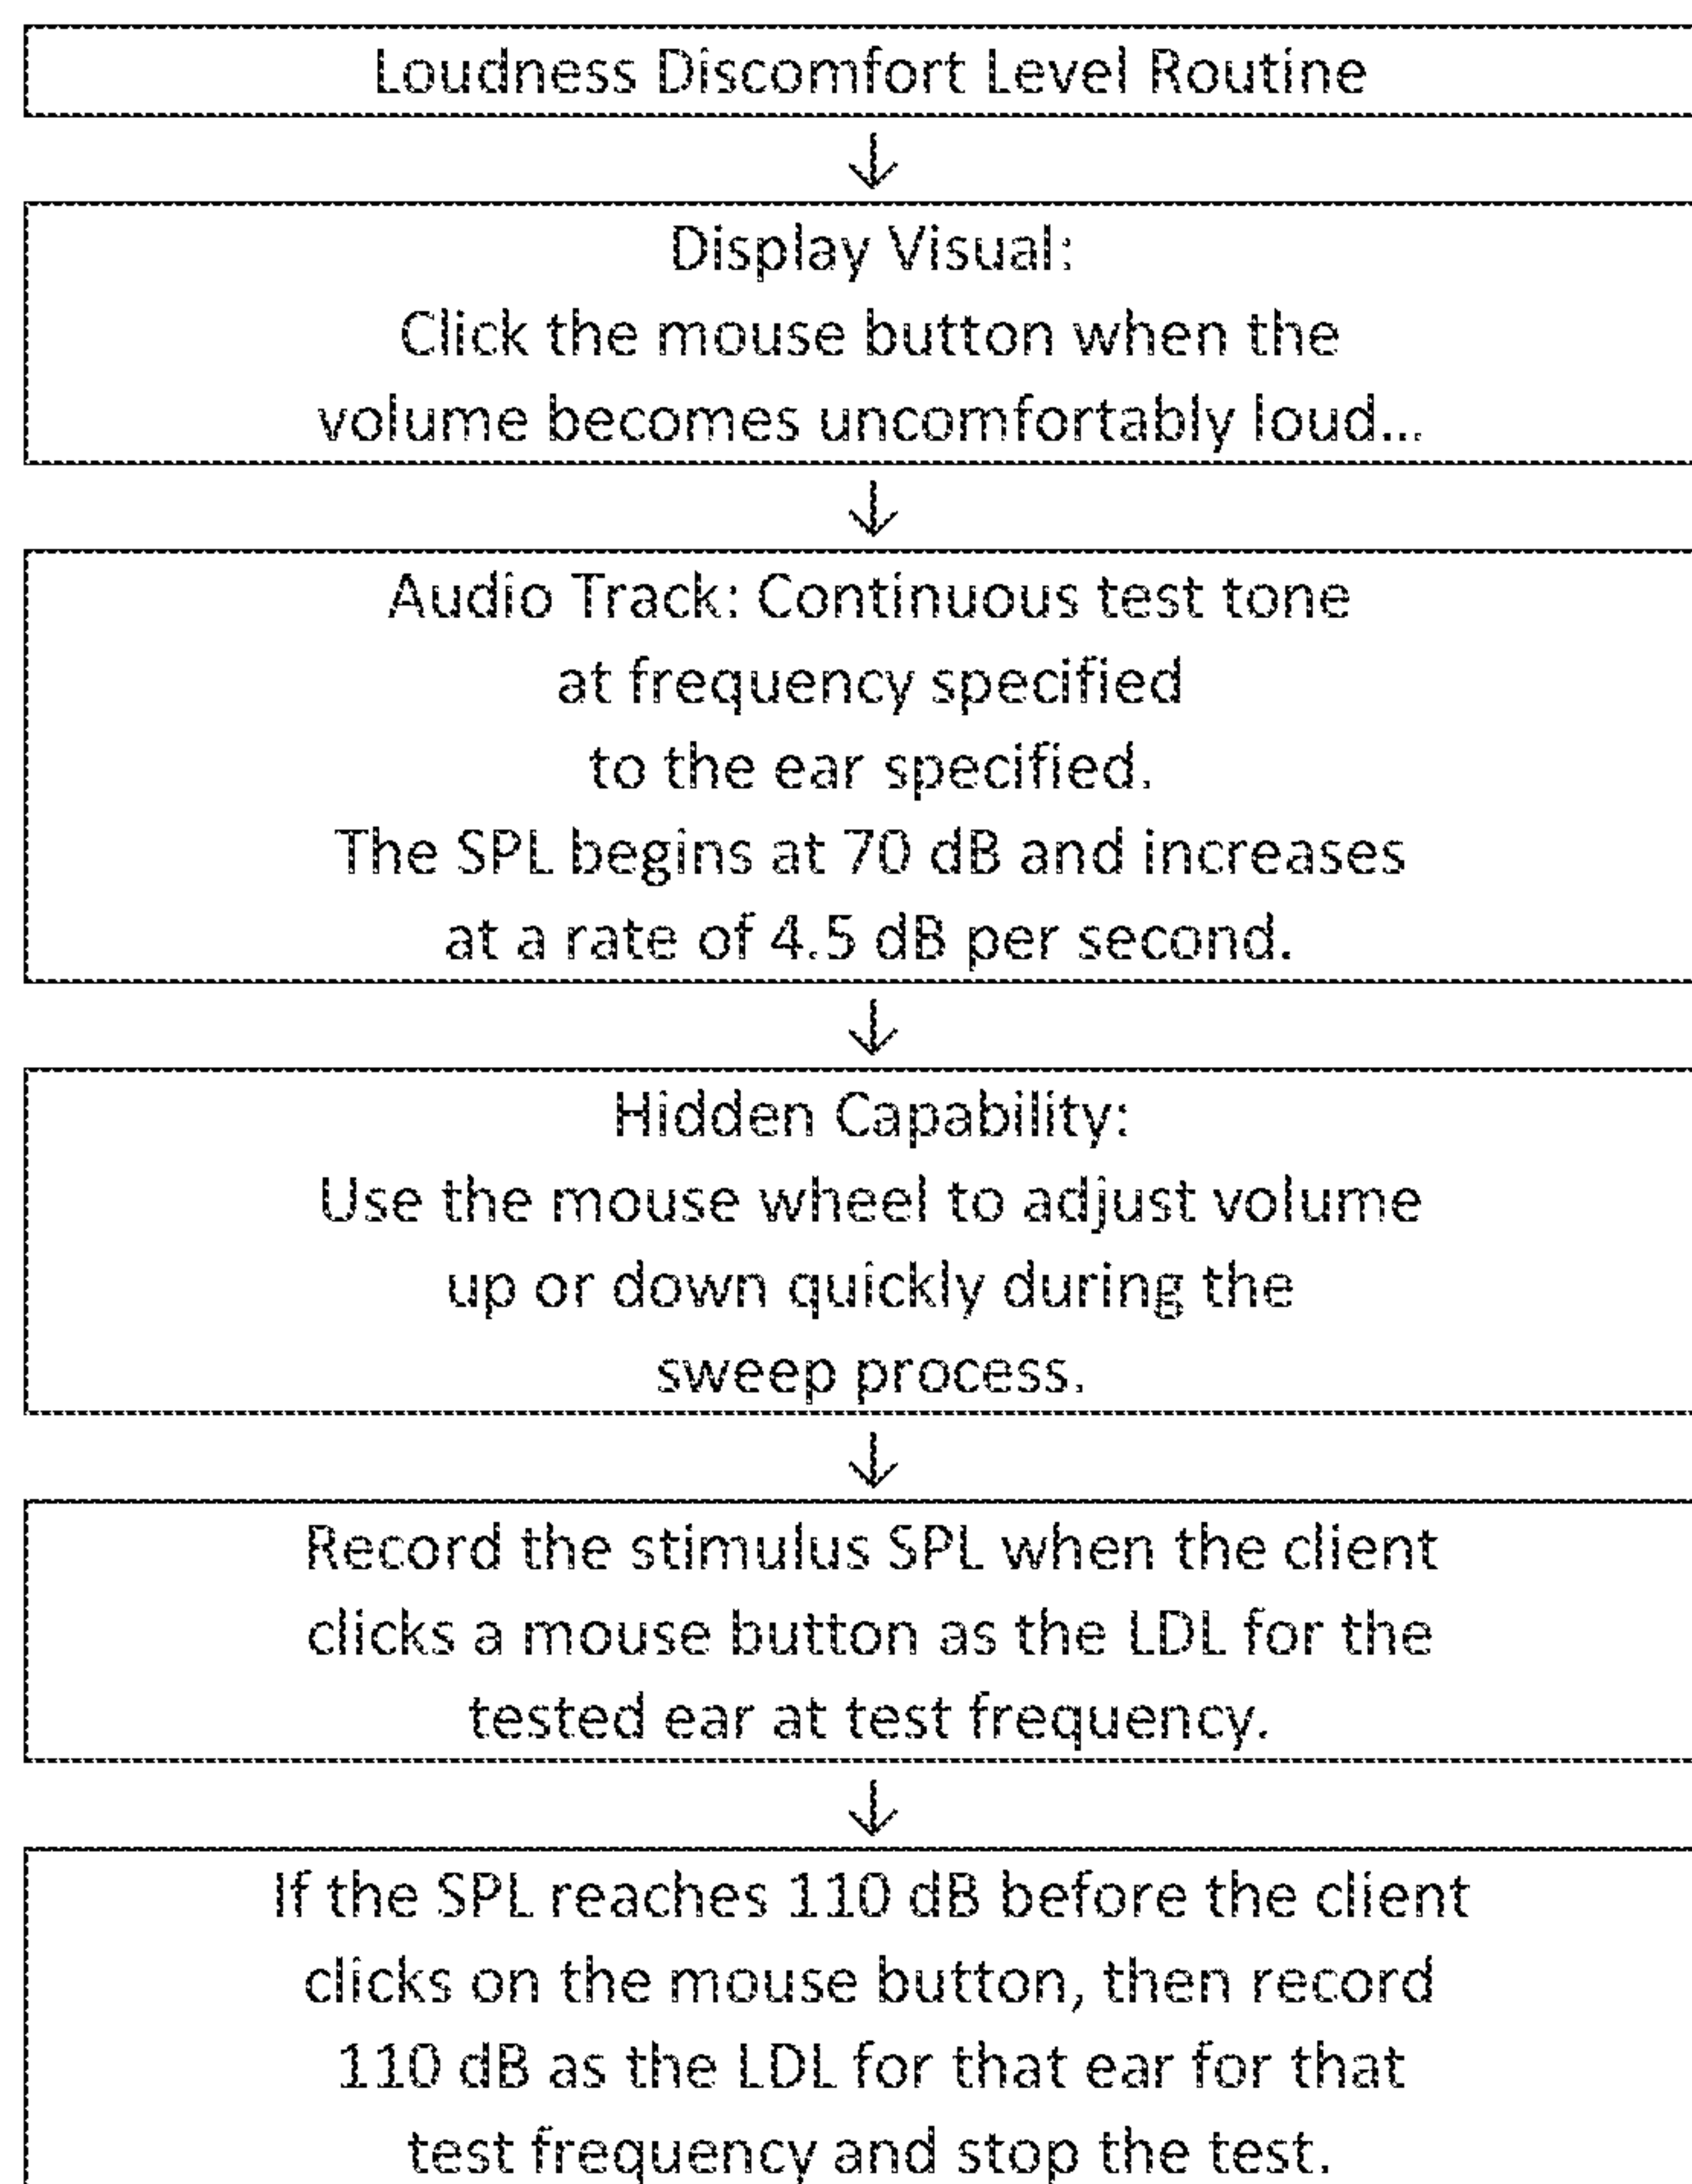 Loudness Discomfort Level Routine
Display Visual:
Click the mouse button when the
volume becomes uncomfortably loud...
Audio Track: Continuous test tone
at frequency specified
to the ear specified.
The SPL begins at 70 dB and increases
at a rate of 4.5 dB per second.
Hidden Capability:
Use the mouse wheel to adjust volume
up or down quickly during the
sweep process.
Record the stimulus SPL when the client
clicks a mouse button as the LDL for the
tested ear at test frequency.
If the SPL reaches 110 dB before the client
clicks on the mouse button, then record
110 dB as the LDL for that ear for that
test frequency and stop the test.